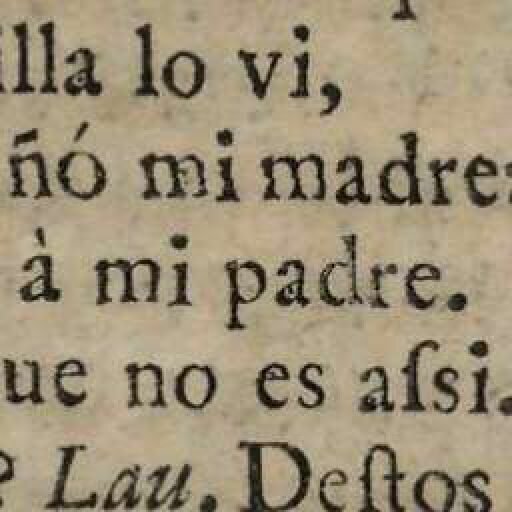 illa lo vi,
ñó mi madre:
à mi padre.
ue no es aſsi.
? Lau. Deſtos